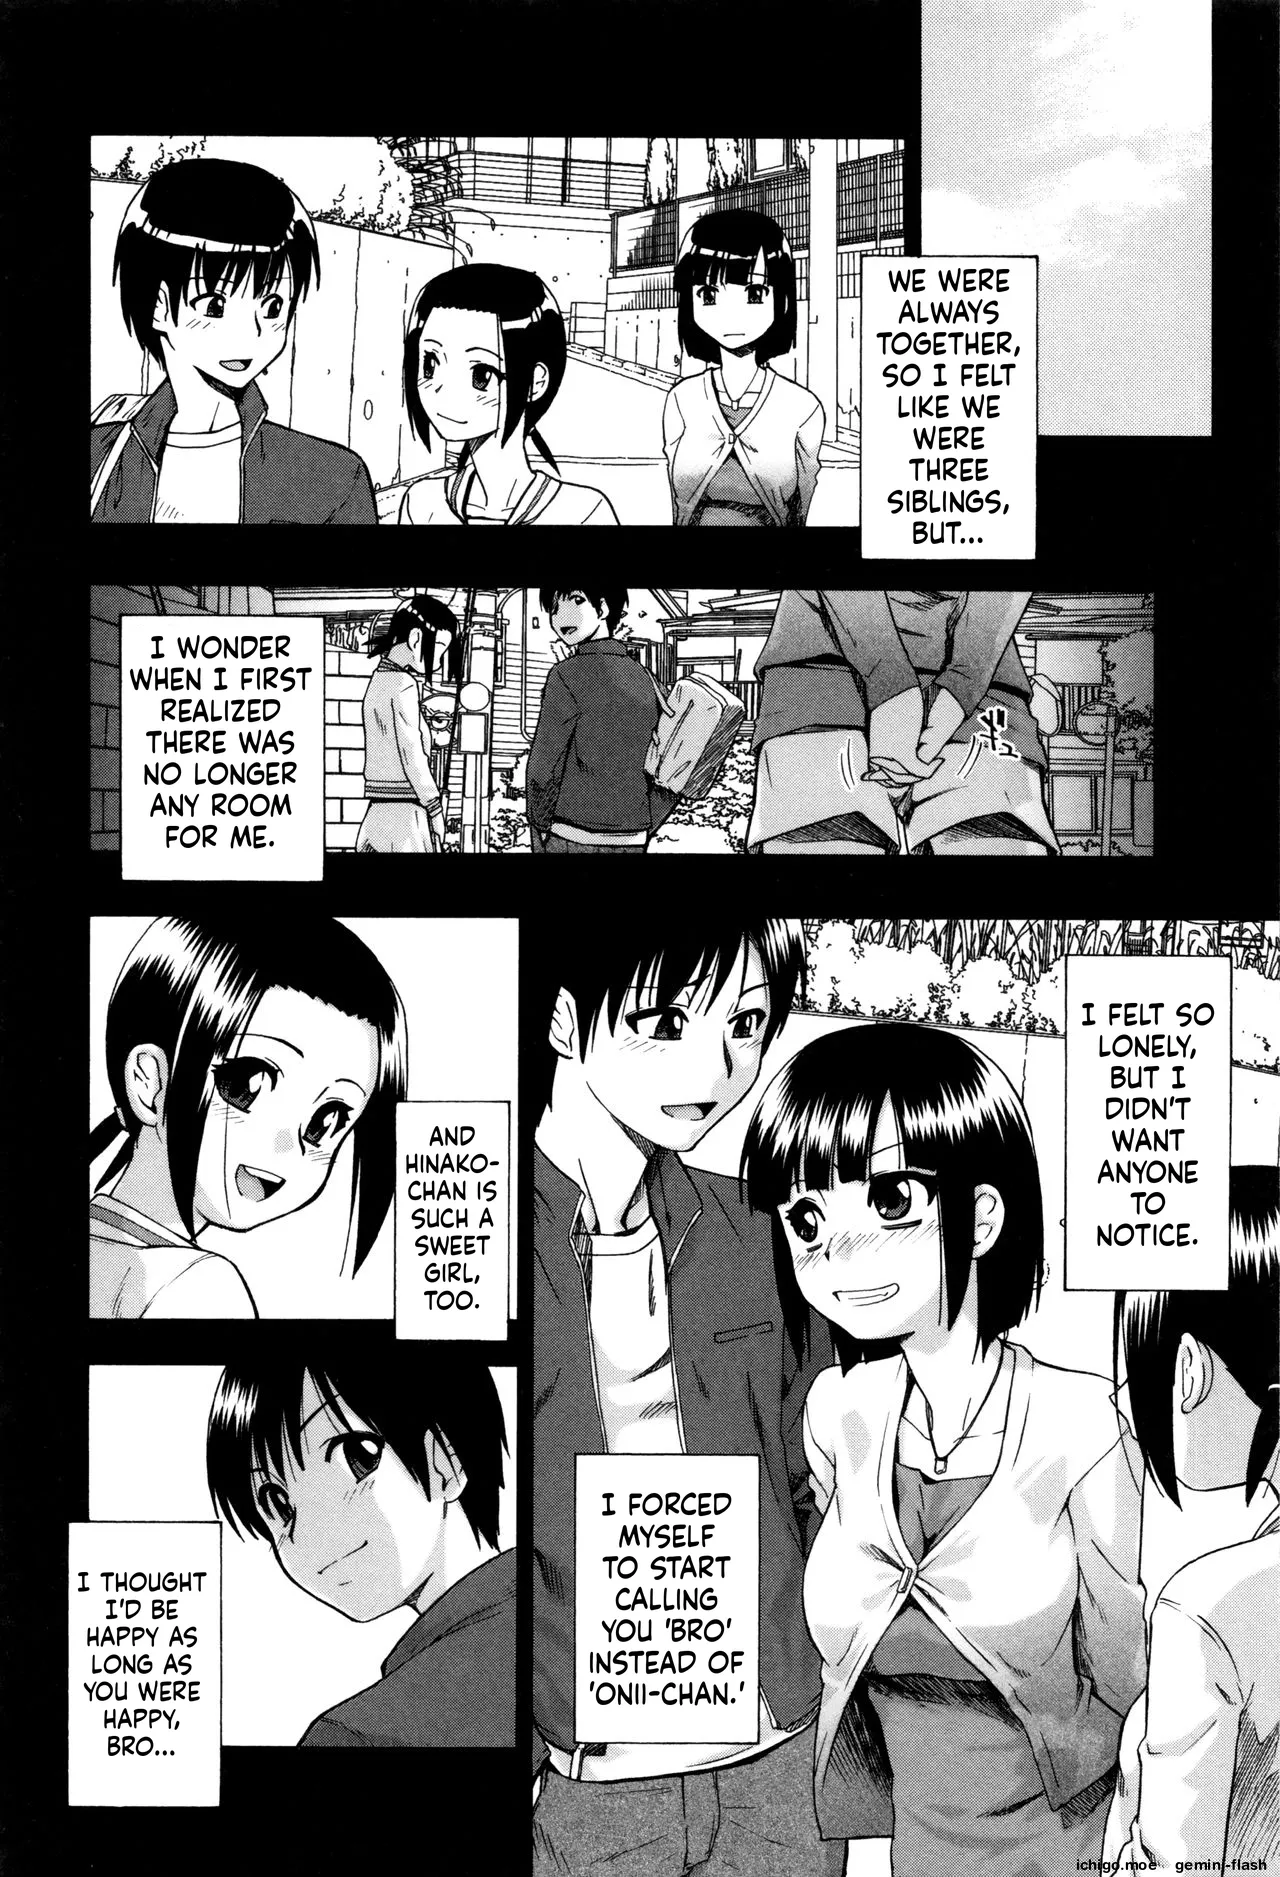 WE WERE
ALWAYS
TOGETHER,
SO I FELT
LIKE WE
WERE
THREE
SIBLINGS,
BUT...
I WONDER
WHEN I FIRST
REALIZED
THERE WAS
NO LONGER
ANY ROOM
FOR ME.
ギュ
I FELT SO
LONELY,
BUT I
DIDN'T
WANT
ANYONE
TO
NOTICE.
I FORCED
MYSELF
TO START
CALLING
YOU 'BRO'
INSTEAD OF
'ONII-CHAN.'
AND
HINAKO-
CHAN IS
SUCH A
SWEET
GIRL,
TOO.
I THOUGHT
I'D BE
HAPPY AS
LONG AS
YOU WERE
HAPPY,
BRO...
ichigo.moe gemini-flash